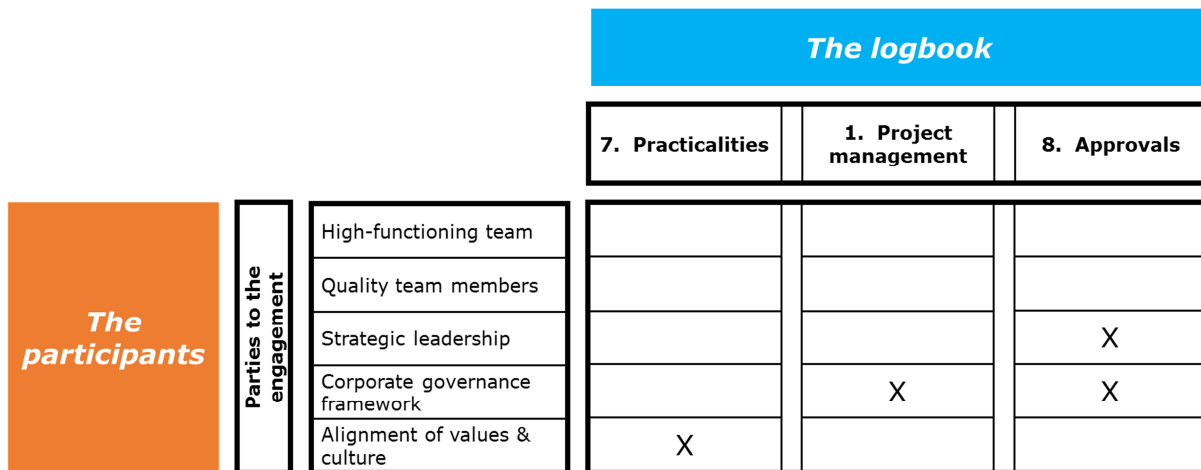 The logbook
7. Practicalities
1. Project
management
8. Approvals
The
participants
Parties to the
engagement
High-functioning team
Quality team members
Strategic leadership
X
Corporate governance
framework
X
X
Alignment of values &
culture
X